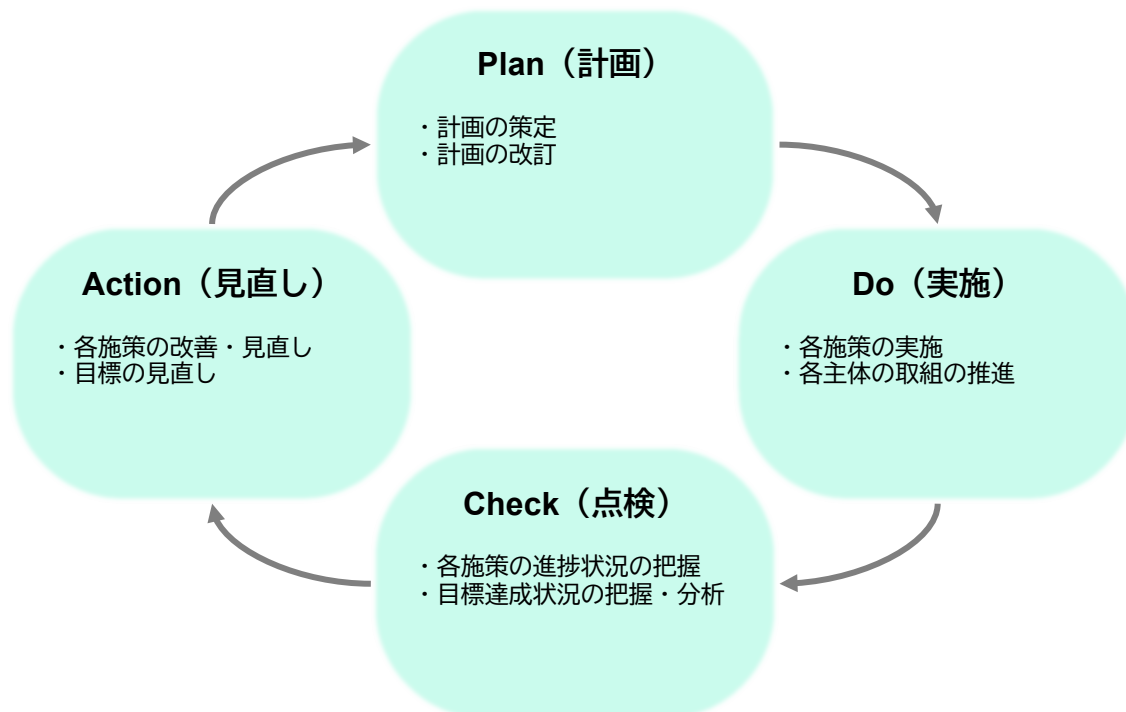 Plan（計画）
・計画の策定
・計画の改訂
Do（実施）
・各施策の実施
・各主体の取組の推進
Check（点検）
・各施策の進捗状況の把握
・目標達成状況の把握・分析
Action（見直し）
・各施策の改善・見直し
・目標の見直し